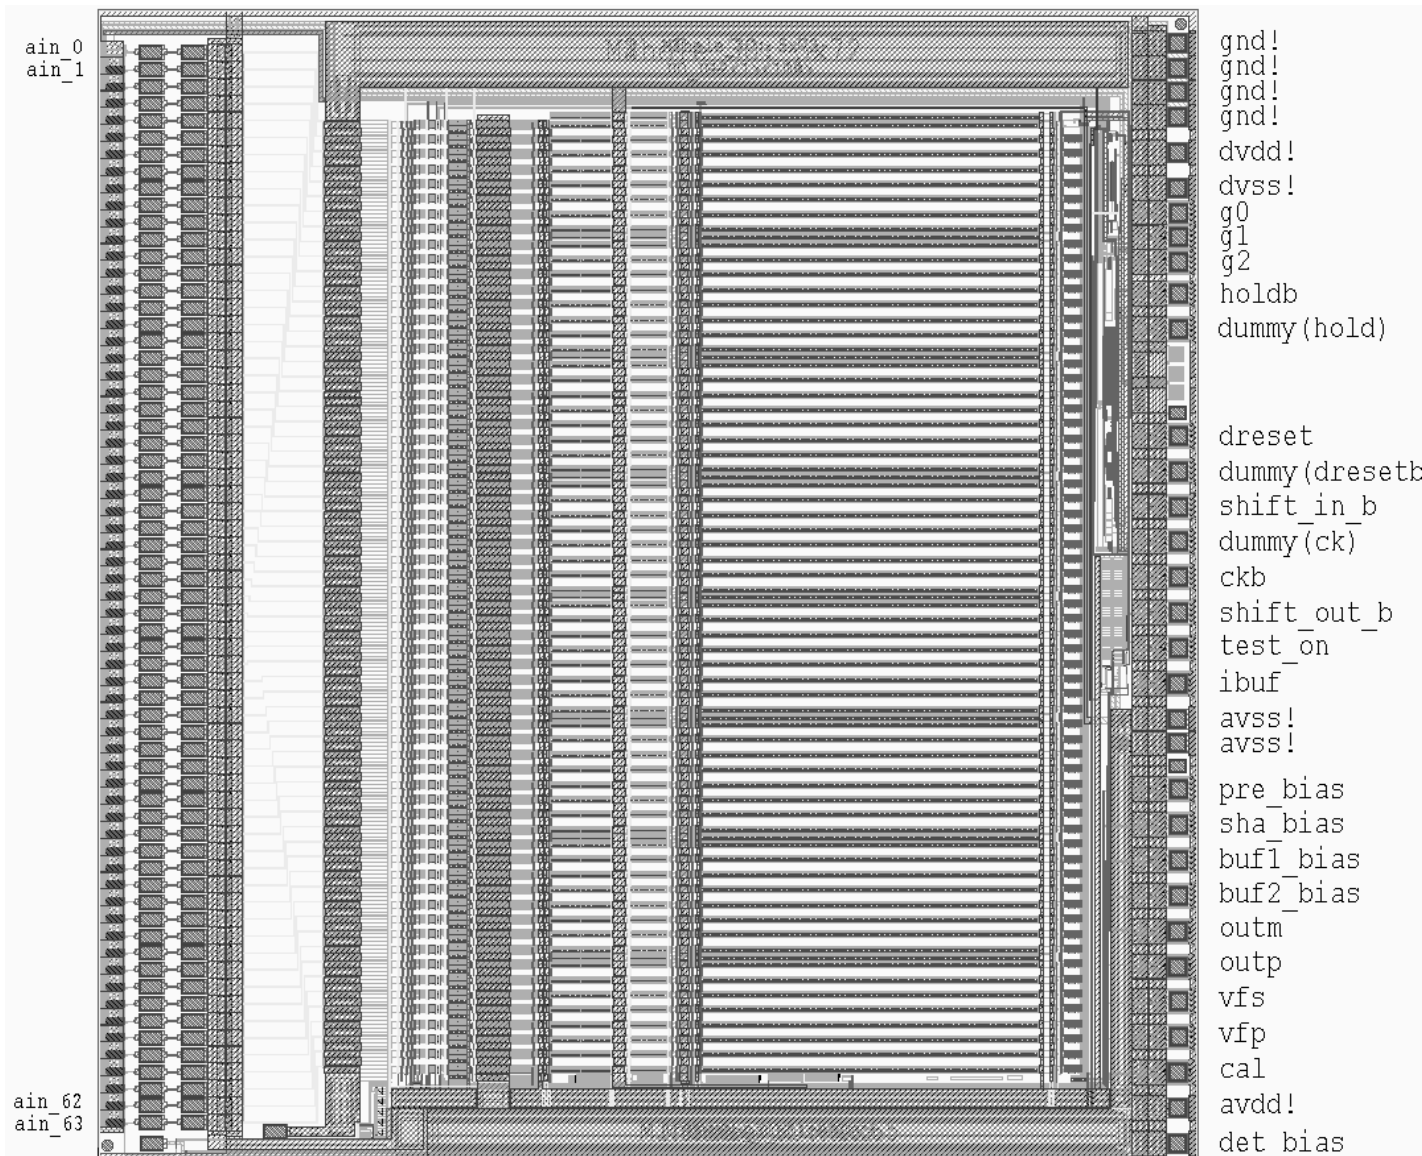 ain_0
ain_1
ain_62
ain_63
gnd!
gnd!
gnd!
gnd!
dvdd!
dvss!
g0
g1
g2
holdb
dummy(hold)
dreset
dummy(dresetb
shift_in_b
dummy(ck)
ckb
shift_out_b
test_on
ibuf
avss!
avss!
pre_bias
sha_bias
buf1_bias
buf2_bias
outm
outp
vfs
vfp
cal
avdd!
det_bias